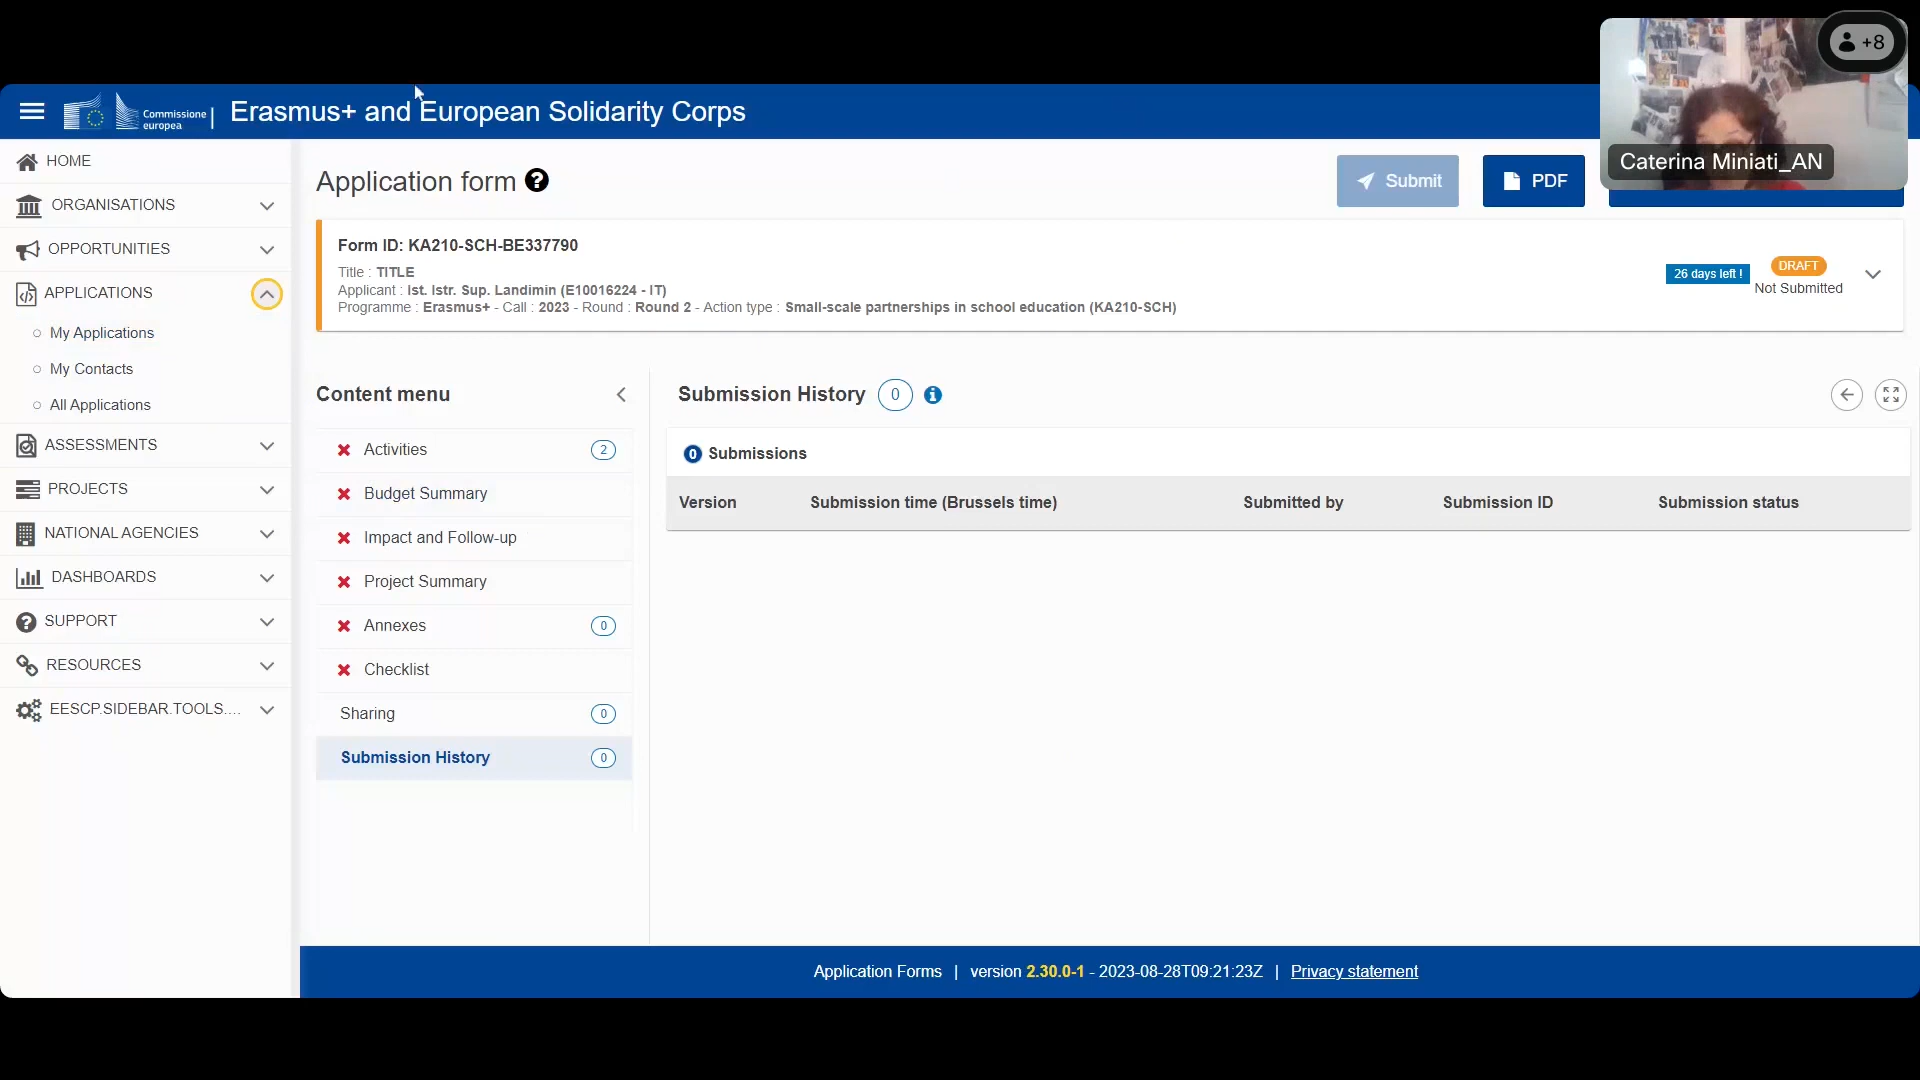 +8
Caterina Miniati_AN
Commissione
europea
Erasmus+ and European Solidarity Corps
HOME
ORGANISATIONS
OPPORTUNITIES
APPLICATIONS
My Applications
My Contacts
All Applications
ASSESSMENTS
PROJECTS
NATIONAL AGENCIES
DASHBOARDS
SUPPORT
RESOURCES
EESCP.SIDEBAR.TOOLS....
Application form
Submit
PDF
Form ID: KA210-SCH-BE337790
Title : TITLE
Applicant : Ist. Istr. Sup. Landimin (E10016224 - IT)
Programme : Erasmus+ - Call : 2023 - Round : Round 2 - Action type : Small-scale partnerships in school education (KA210-SCH)
26 days left !
DRAFT
Not Submitted
Content menu
Activities 2
Budget Summary
Impact and Follow-up
Project Summary
Annexes 0
Checklist
Sharing 0
Submission History 0
Submission History 0
0 Submissions
Version Submission time (Brussels time) Submitted by Submission ID Submission status
Application Forms | version 2.30.0-1 - 2023-08-28T09:21:23Z | Privacy statement